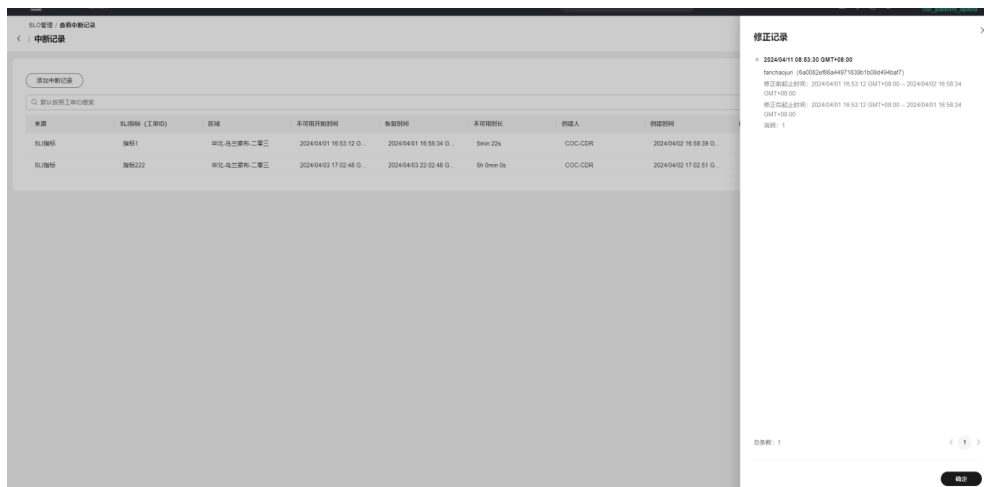 SLO管理 / 查看中断记录
中断记录
添加中断记录
默认按照工单ID搜索
来源 SLI指标 (工单ID) 区域 不可用开始时间 恢复时间 不可用时长 创建人 创建时间
SLI指标 指标1 华北-乌兰察布-二零三 2024/04/01 16:53:12 G... 2024/04/01 16:58:34 G... 5min 22s COC-CDR 2024/04/02 16:58:39 G...
SLI指标 指标222 华北-乌兰察布-二零三 2024/04/03 17:02:48 G... 2024/04/03 22:02:48 G... 5h 0min 0s COC-CDR 2024/04/02 17:02:51 G...
修正记录
2024/04/11 08:53:30 GMT+08:00
fanchaojun (6a0082ef86a44971839b1b08d494baf7)
修正前起止时间：2024/04/01 16:53:12 GMT+08:00 -- 2024/04/02 16:58:34
GMT+08:00
修正后起止时间：2024/04/01 16:53:12 GMT+08:00 -- 2024/04/01 16:58:34
GMT+08:00
说明：1
总条数：1
1
确定